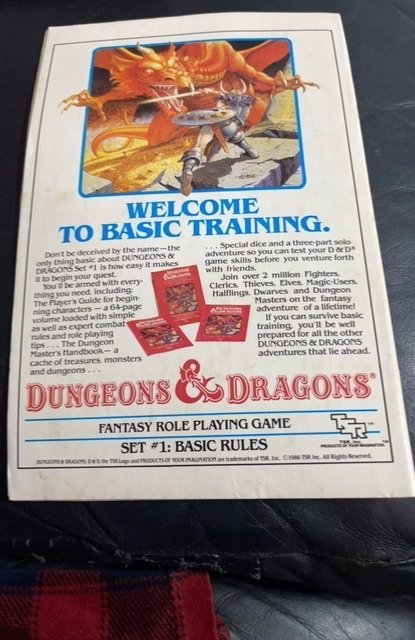 WELCOME
TO BASIC TRAINING.
Don't be deceived by the name—the
only thing basic about DUNGEONS &
DRAGONS Set #1 is how easy it makes
it to begin your quest.
You'll be armed with every-
thing you need, including:
The Player's Guide for begin-
ning characters — a 64-page
volume loaded with simple
as well as expert combat
rules and role playing
tips . . . The Dungeon
Master's Handbook— a
cache of treasures, monsters
and dungeons . . .
. . . Special dice and a three-part solo
adventure so you can test your D & D®
game skills before you venture forth
with friends.
Join over 2 million Fighters,
Clerics, Thieves, Elves, Magic-Users,
Halflings, Dwarves and Dungeon
Masters on the fantasy
adventure of a lifetime!
If you can survive basic
training, you'll be well
prepared for all the other
DUNGEONS & DRAGONS
adventures that lie ahead.
DUNGEONS & DRAGONS®
FANTASY ROLE PLAYING GAME
SET #1: BASIC RULES
TSR™
TSR, Inc.
PRODUCTS OF YOUR IMAGINATION™
DUNGEONS & DRAGONS, D & D, the TSR Logo and PRODUCTS OF YOUR IMAGINATION are trademarks of TSR, Inc. ©1986 TSR Inc. All Rights Reserved.